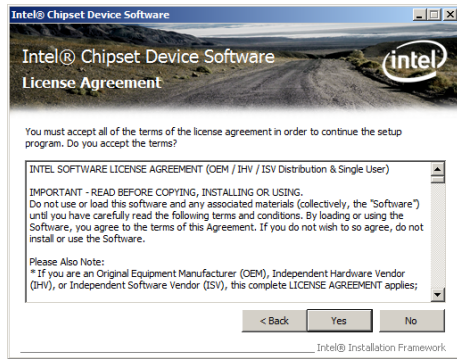 Intel® Chipset Device Software
Intel® Chipset Device Software
intel
License Agreement
You must accept all of the terms of the license agreement in order to continue the setup
program. Do you accept the terms?
INTEL SOFTWARE LICENSE AGREEMENT (OEM / IHV / ISV Distribution & Single User)
IMPORTANT - READ BEFORE COPYING, INSTALLING OR USING.
Do not use or load this software and any associated materials (collectively, the "Software")
until you have carefully read the following terms and conditions. By loading or using the
Software, you agree to the terms of this Agreement. If you do not wish to so agree, do not
install or use the Software.
Please Also Note:
* If you are an Original Equipment Manufacturer (OEM), Independent Hardware Vendor
(IHV), or Independent Software Vendor (ISV), this complete LICENSE AGREEMENT applies;
< Back Yes No
Intel® Installation Framework